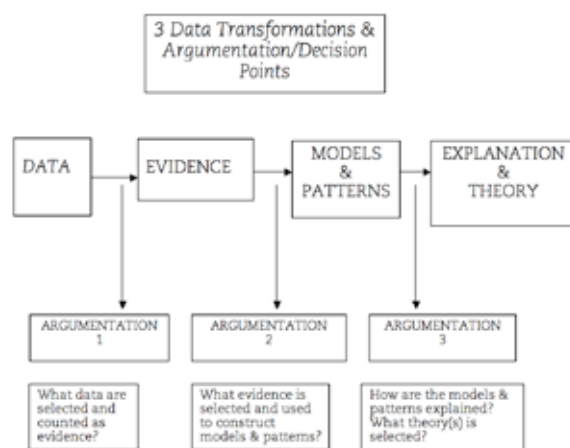 3 Data Transformations &
Argumentation/Decision
Points
DATA
EVIDENCE
MODELS
&
PATTERNS
EXPLANATION
&
THEORY
ARGUMENTATION
1
ARGUMENTATION
2
ARGUMENTATION
3
What data are
selected and
counted as
evidence?
What evidence is
selected and used
to construct
models & patterns?
How are the models &
patterns explained?
What theory(s) is
selected?